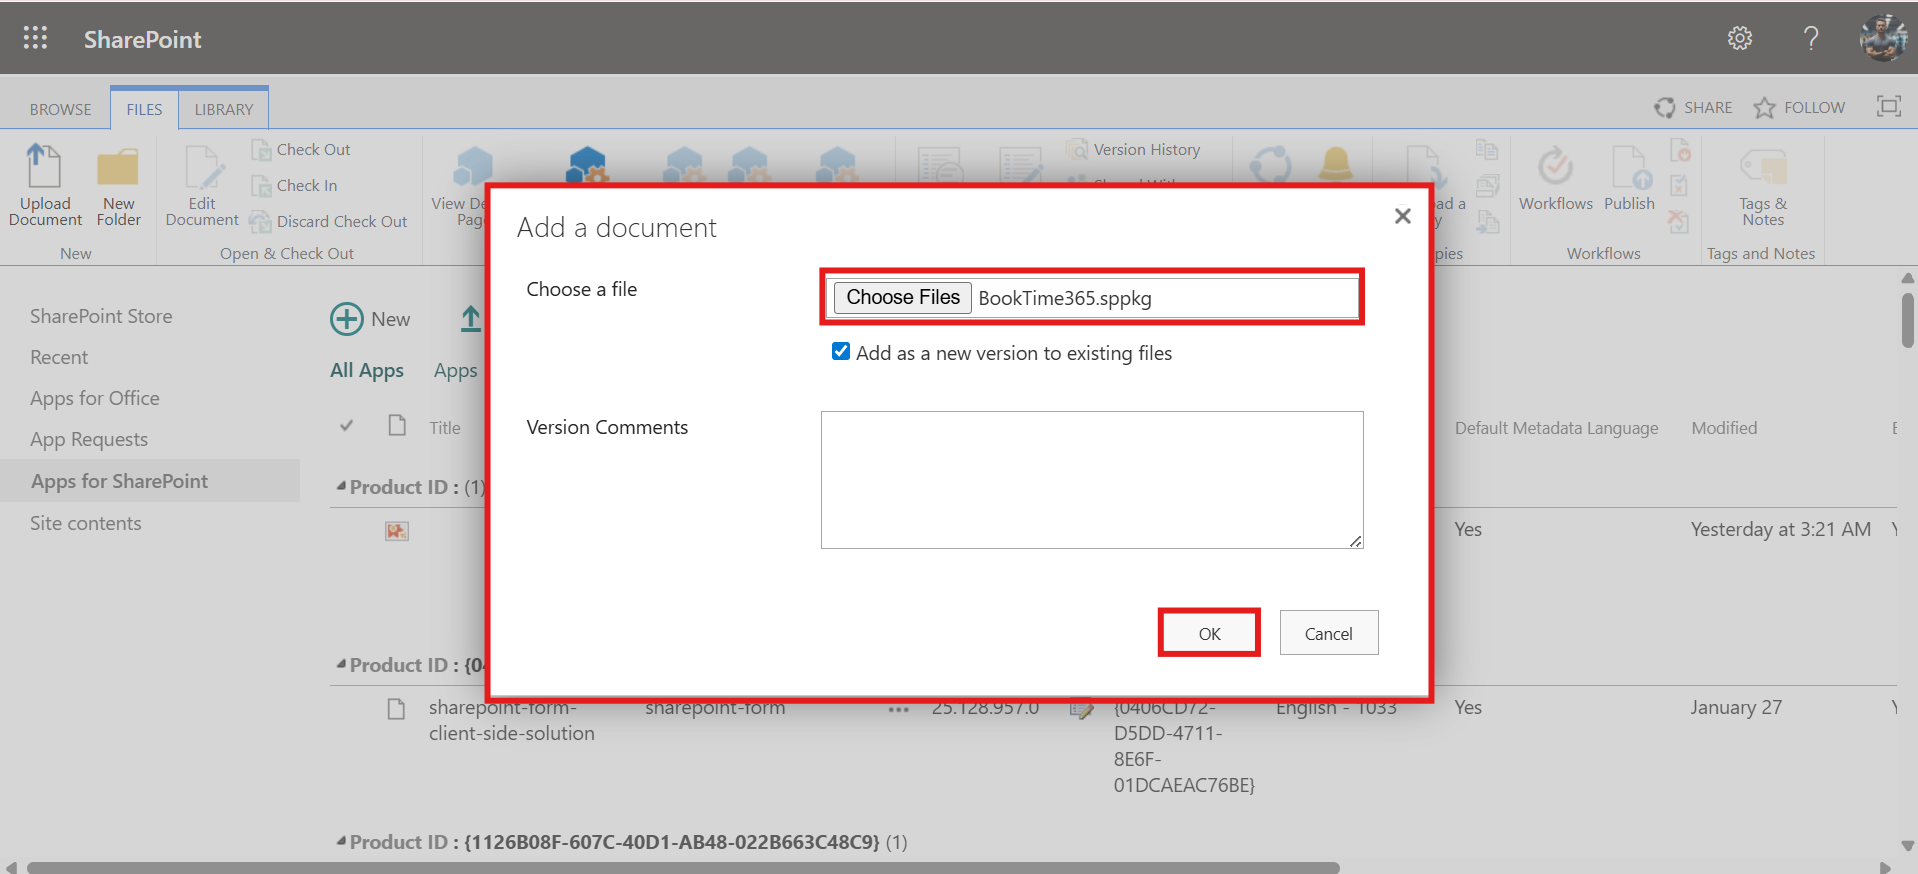 SharePoint
BROWSE
FILES
LIBRARY
SHARE
FOLLOW
Upload Document
New Folder
New
Edit Document
Check Out
Check In
Discard Check Out
Open & Check Out
Version History
Workflows
Publish
Workflows
Tags & Notes
Tags and Notes
SharePoint Store
Recent
Apps for Office
App Requests
Apps for SharePoint
Site contents
New
All Apps
Apps
Title
Default Metadata Language
Modified
Add a document
Choose a file
Choose Files BookTime365.sppkg
Add as a new version to existing files
Version Comments
OK
Cancel
Product ID : (1)
Yes
Yesterday at 3:21 AM
Product ID :
sharepoint-form-
client-side-solution
sharepoint-form
25.128.957.0
{0406CD72-
D5DD-4711-
8E6F-
01DCAEAC76BE}
English - 1033
Yes
January 27
Product ID : {1126B08F-607C-40D1-AB48-022B663C48C9} (1)